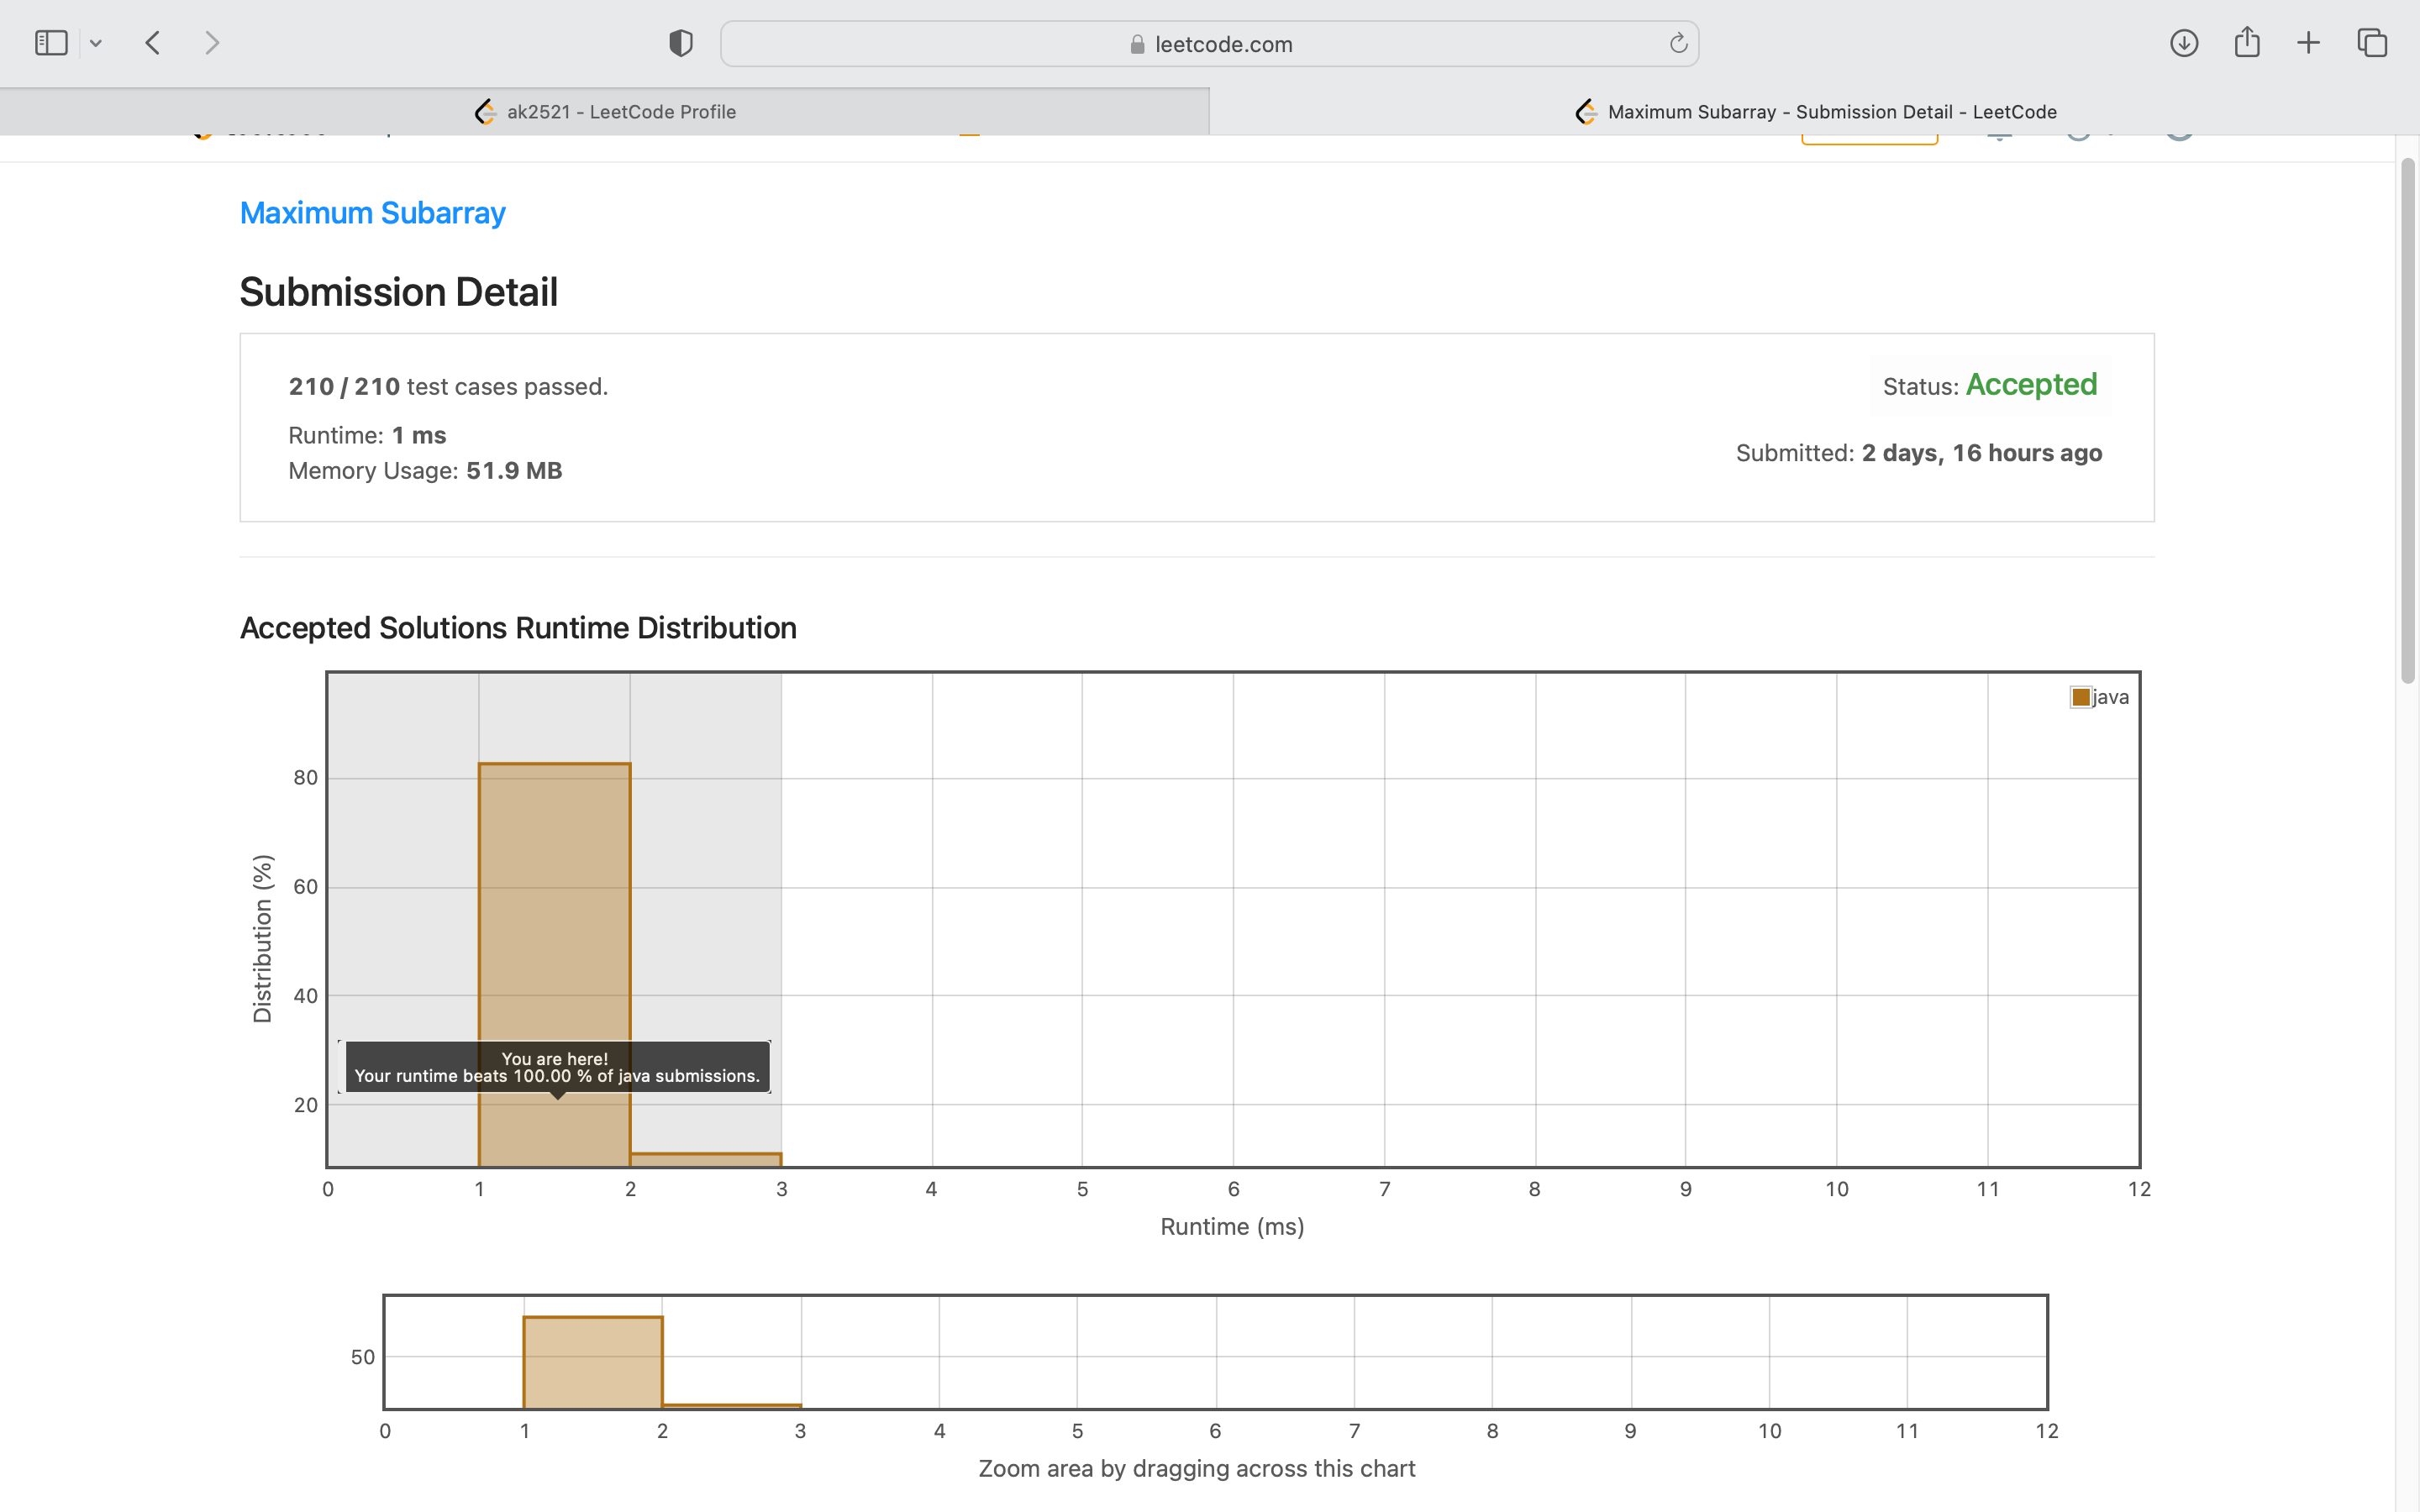 leetcode.com
ak2521 - LeetCode Profile
Maximum Subarray - Submission Detail - LeetCode
Maximum Subarray
Submission Detail
210 / 210 test cases passed.
Status: Accepted
Runtime: 1 ms
Submitted: 2 days, 16 hours ago
Memory Usage: 51.9 MB
Accepted Solutions Runtime Distribution
java
80
60
40
20
Distribution (%)
You are here!
Your runtime beats 100.00 % of java submissions.
0 1 2 3 4 5 6 7 8 9 10 11 12
Runtime (ms)
50
0 1 2 3 4 5 6 7 8 9 10 11 12
Zoom area by dragging across this chart